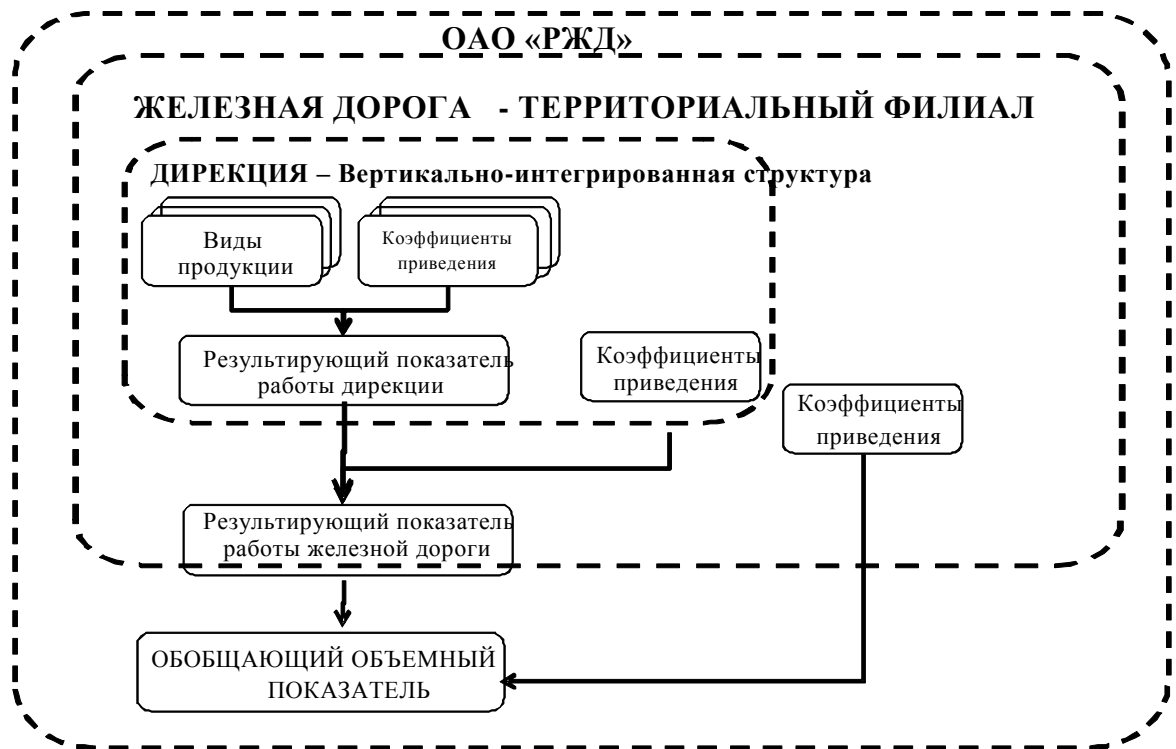 ОАО «РЖД»
ЖЕЛЕЗНАЯ ДОРОГА - ТЕРРИТОРИАЛЬНЫЙ ФИЛИАЛ
ДИРЕКЦИЯ – Вертикально-интегрированная структура
Виды
продукции
Коэффициенты
приведения
Результирующий показатель
работы дирекции
Коэффициенты
приведения
Коэффициенты
приведения
Результирующий показатель
работы железной дороги
ОБОБЩАЮЩИЙ ОБЪЕМНЫЙ
ПОКАЗАТЕЛЬ